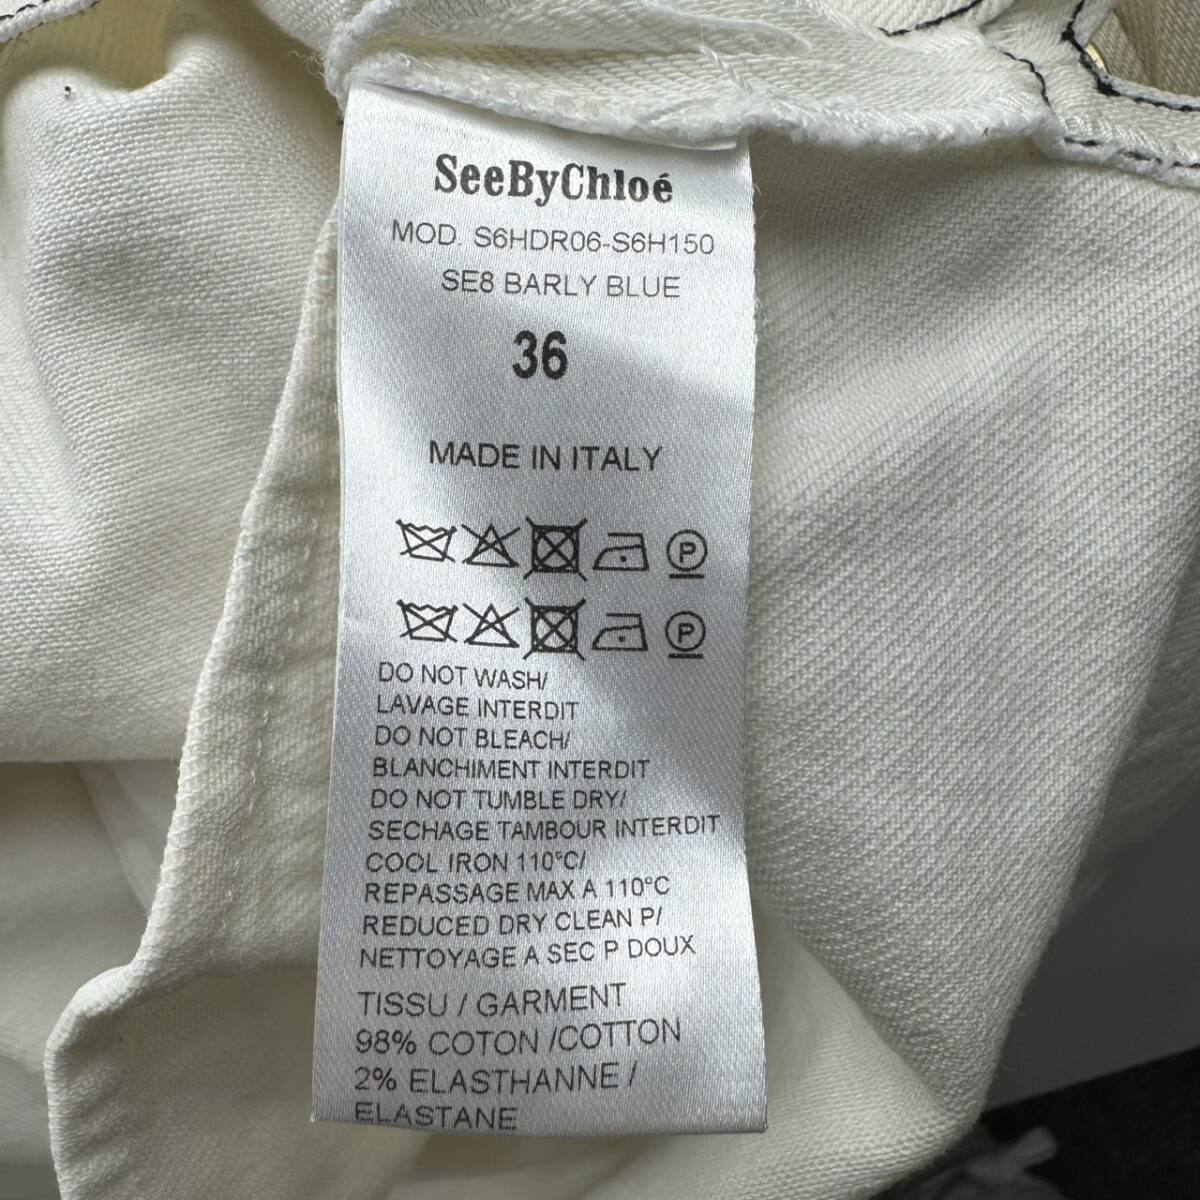 SeeByChloé
MOD. S6HDR06-S6H150
SE8 BARLY BLUE
36
MADE IN ITALY
P
P
DO NOT WASH/
LAVAGE INTERDIT
DO NOT BLEACH/
BLANCHIMENT INTERDIT
DO NOT TUMBLE DRY/
SECHAGE TAMBOUR INTERDIT
COOL IRON 110°C/
REPASSAGE MAX A 110°C
REDUCED DRY CLEAN P/
NETTOYAGE A SEC P DOUX
TISSU / GARMENT
98% COTON /COTTON
2% ELASTHANNE /
ELASTANE